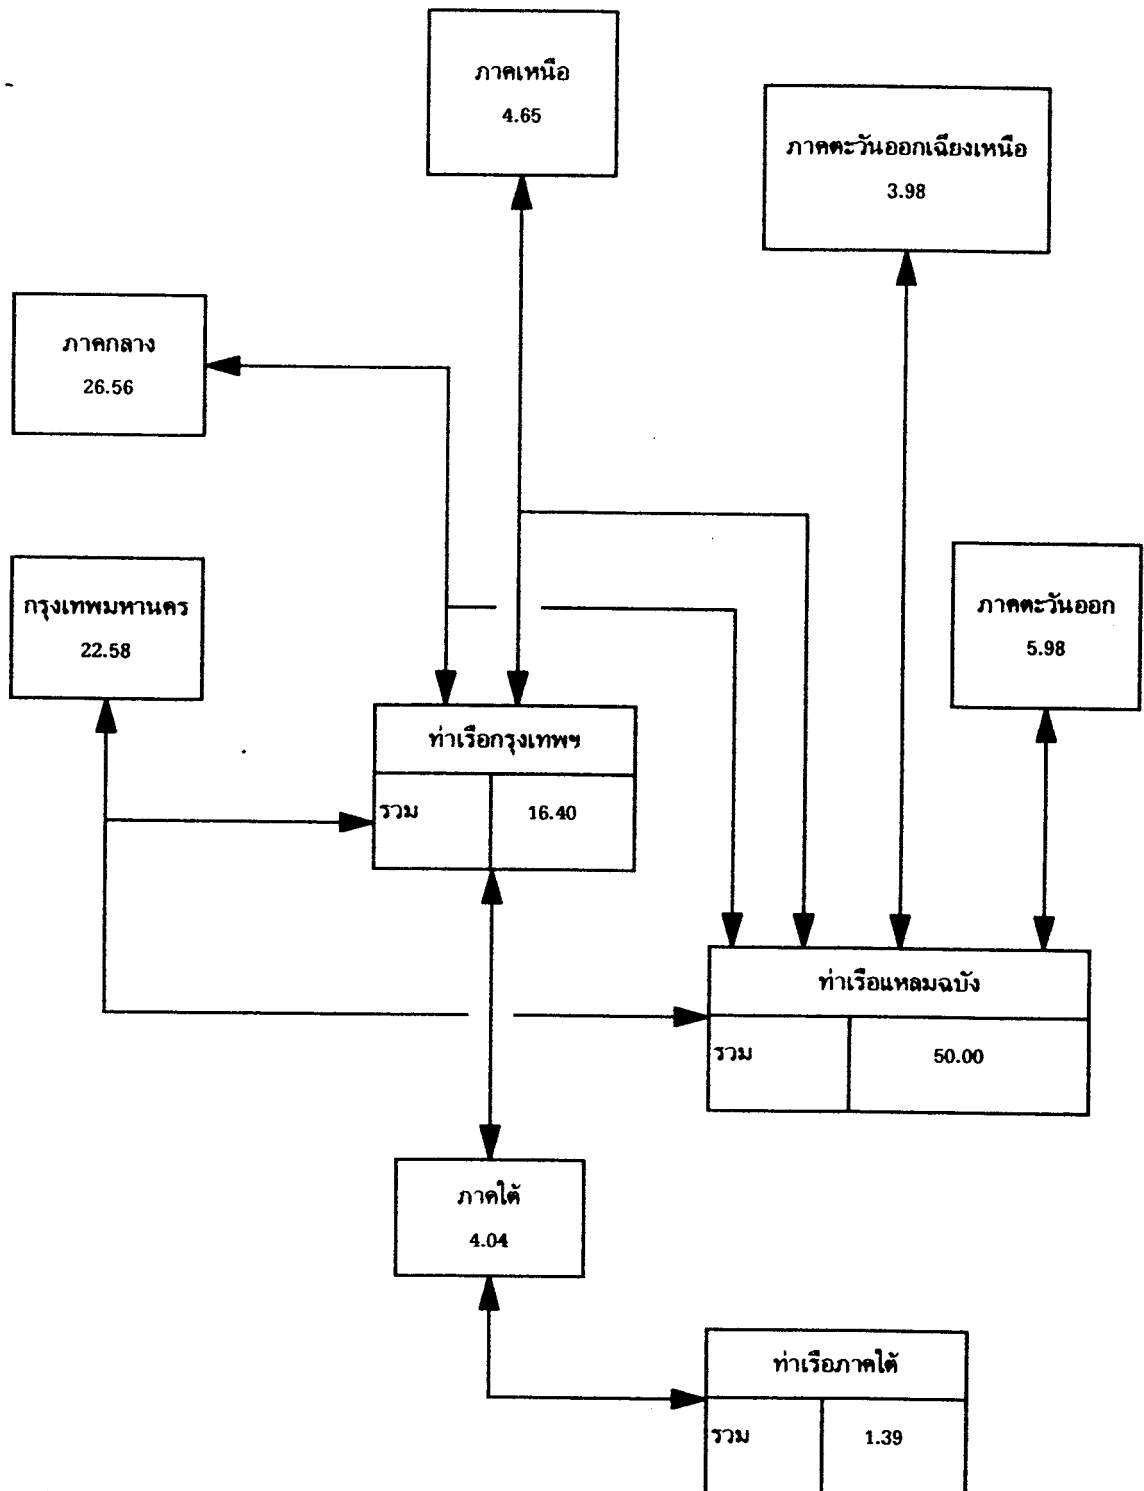 ภาคเหนือ
4.65
ภาคตะวันออกเฉียงเหนือ
3.98
ภาคกลาง
26.56
กรุงเทพมหานคร
22.58
ภาคตะวันออก
5.98
ท่าเรือกรุงเทพฯ
รวม 16.40
ท่าเรือแหลมฉบัง
รวม 50.00
ภาคใต้
4.04
ท่าเรือภาคใต้
รวม 1.39